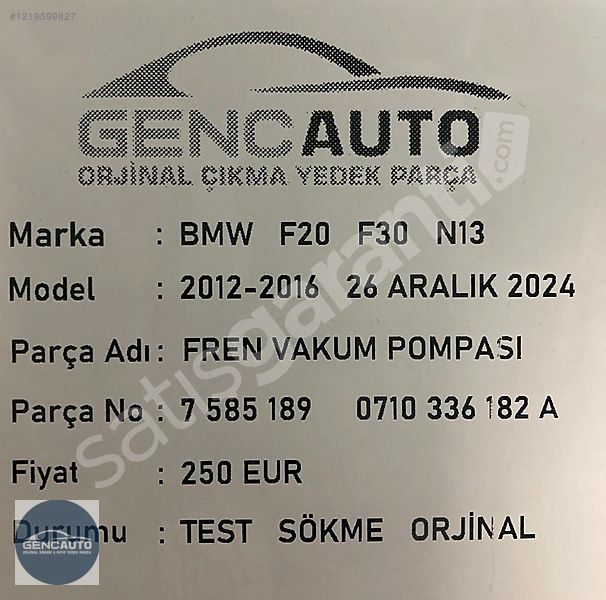 #1219599827
GENCAUTO
ORJİNAL ÇIKMA YEDEK PARÇA
Marka : BMW F20 F30 N13
Model : 2012-2016 26 ARALIK 2024
Parça Adı : FREN VAKUM POMPASI
Parça No : 7 585 189 0710 336 182 A
Fiyat : 250 EUR
Durumu : TEST SÖKME ORJİNAL
satışgaranti.com
GENCAUTO